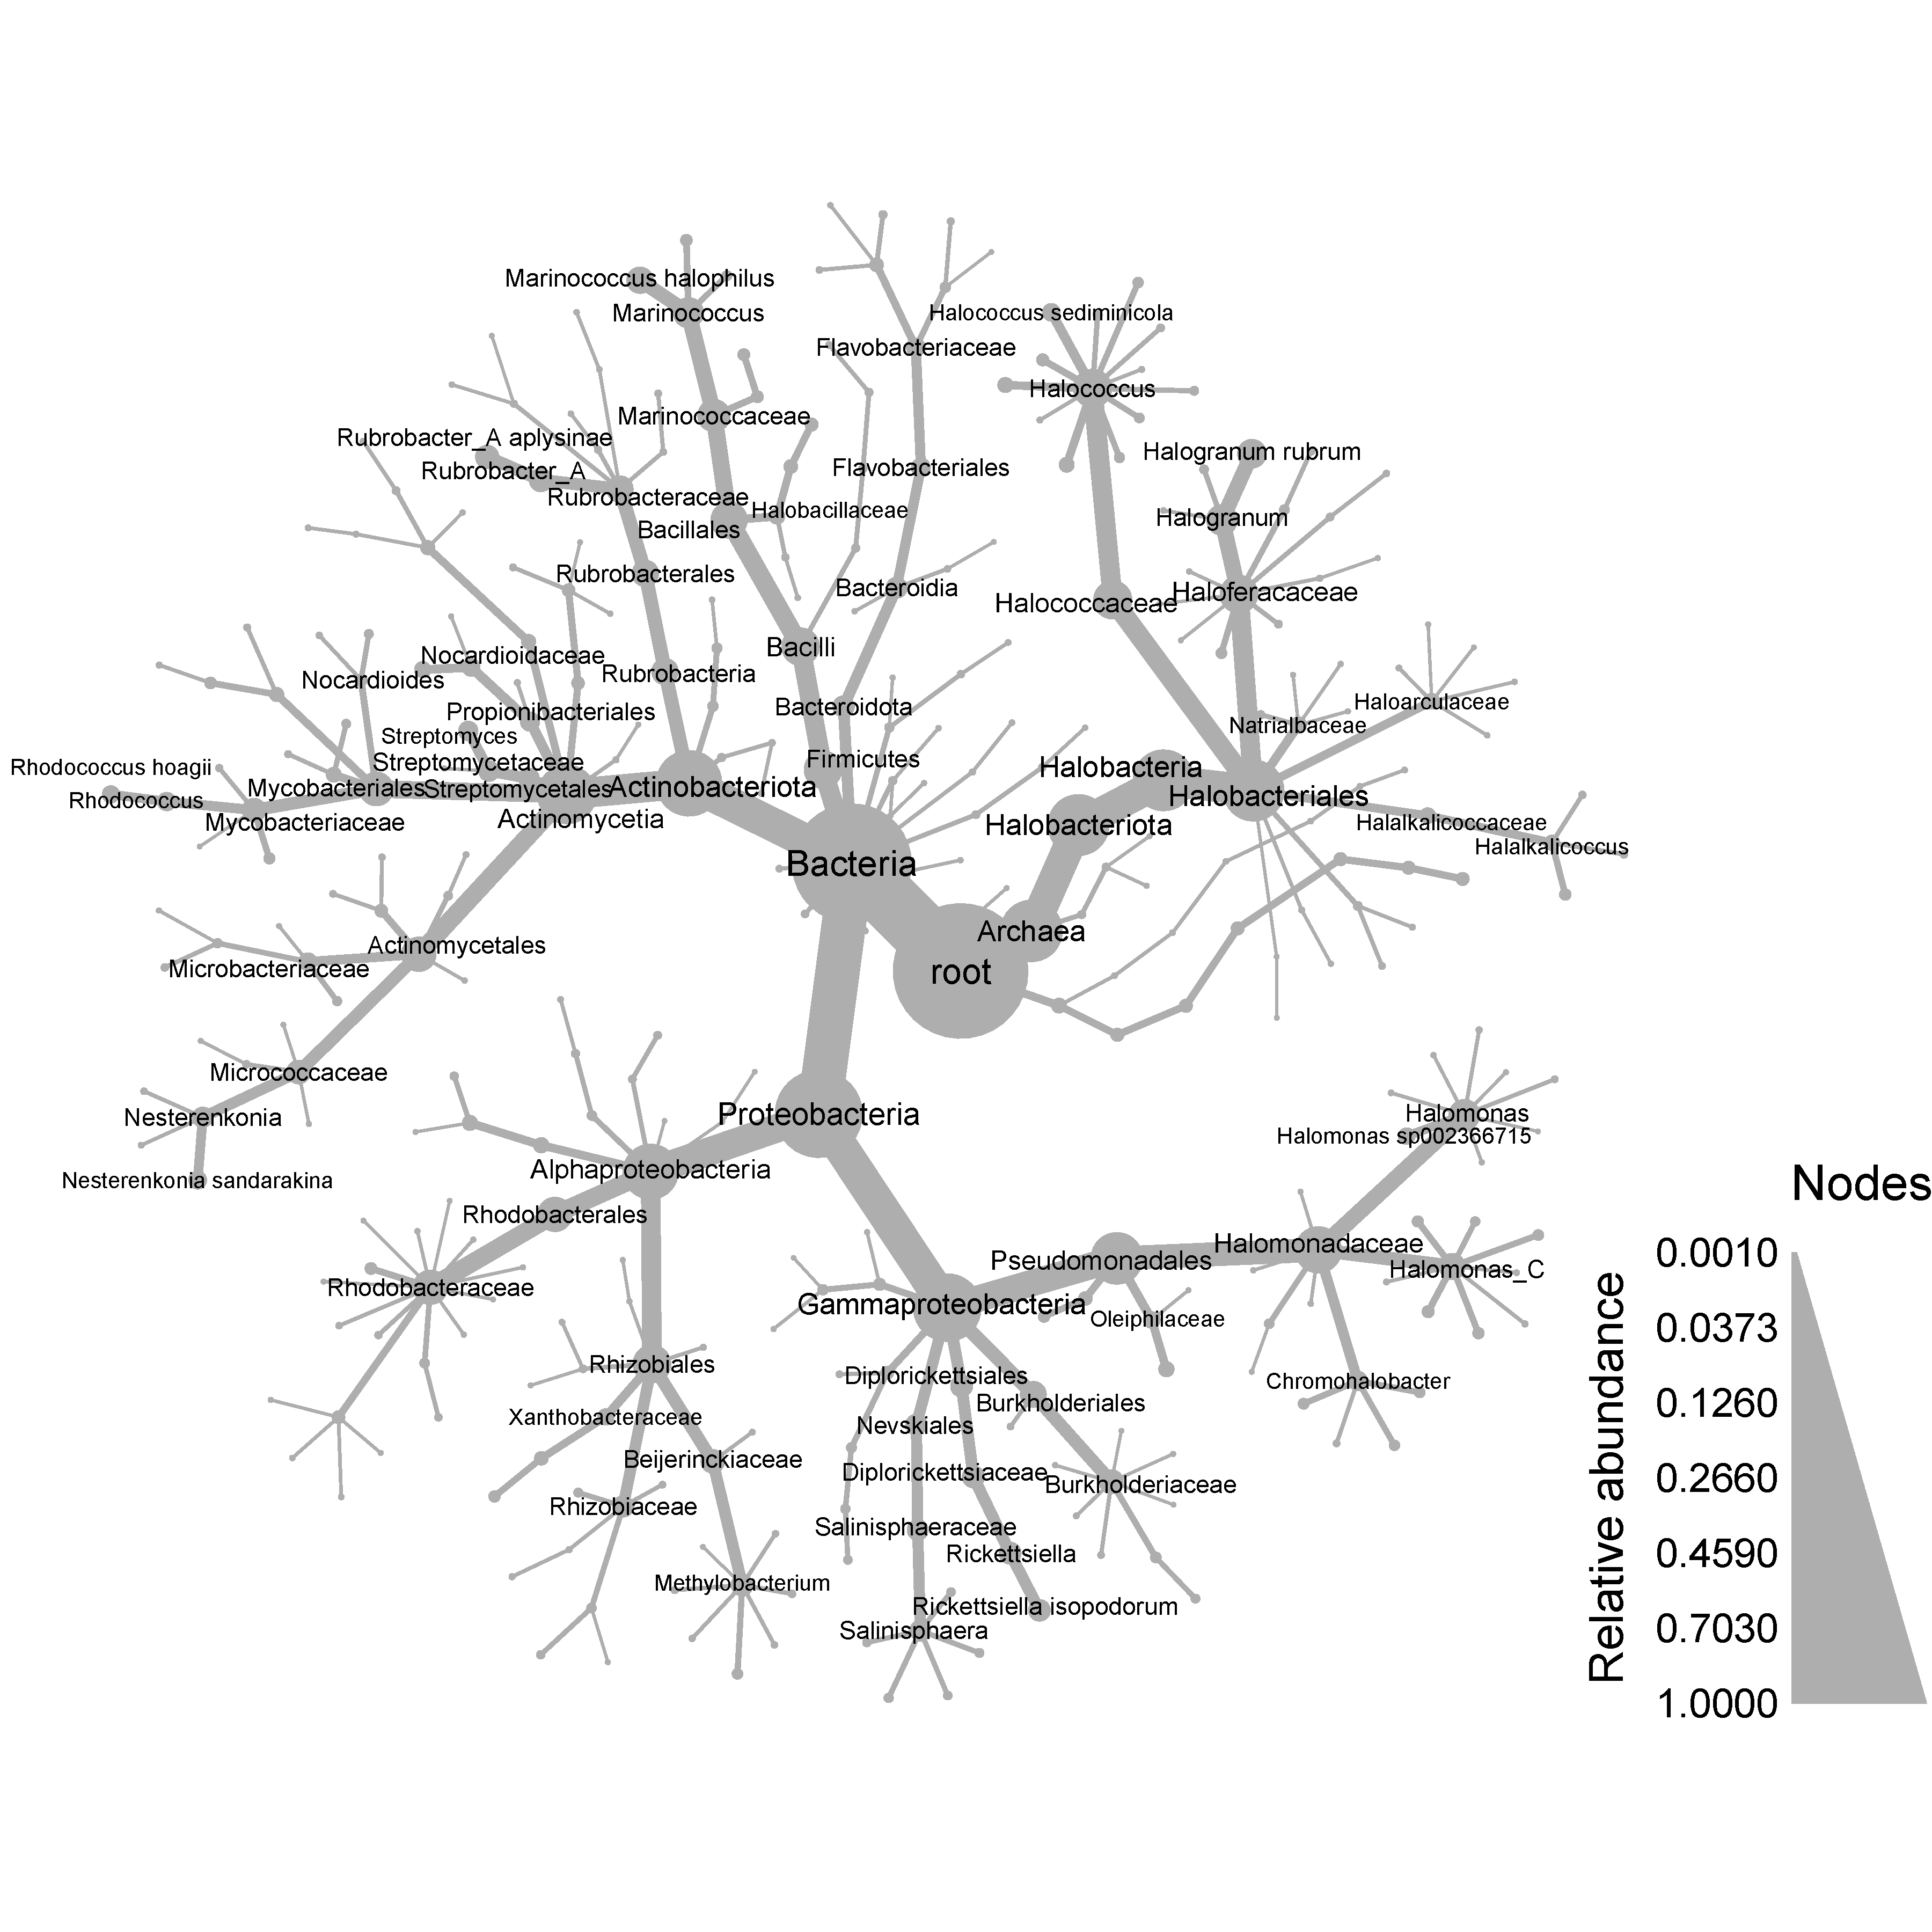 Marinococcus halophilus
Marinococcus
Halococcus sediminicola
Flavobacteriaceae
Halococcus
Marinococcaceae
Rubrobacter_A aplysinae
Halogranum rubrum
Rubrobacter_A
Flavobacteriales
Rubrobacteraceae
Halobacillaceae
Halogranum
Bacillales
Rubrobacterales
Bacteroidia
Haloferacaceae
Halococcaceae
Bacilli
Nocardioidaceae
Rubrobacteria
Nocardioides
Haloarculaceae
Bacteroidota
Propionibacteriales
Natrialbaceae
Streptomyces
Firmicutes
Streptomycetaceae
Halobacteria
Rhodococcus hoagii
Mycobacteriales
Streptomycetales
Actinobacteriota
Halobacteriales
Rhodococcus
Mycobacteriaceae
Actinomycetia
Halobacteriota
Halalkalicoccaceae
Halalkalicoccus
Bacteria
Archaea
Actinomycetales
Microbacteriaceae
root
Micrococcaceae
Nesterenkonia
Proteobacteria
Halomonas
Halomonas sp002366715
Alphaproteobacteria
Nesterenkonia sandarakina
Nodes
Rhodobacterales
Halomonadaceae
Pseudomonadales
Halomonas_C
Rhodobacteraceae
Gammaproteobacteria
Oleiphilaceae
Rhizobiales
Diplorickettsiales
Chromohalobacter
Burkholderiales
Xanthobacteraceae
Nevskiales
Beijerinckiaceae
Diplorickettsiaceae
Burkholderiaceae
Rhizobiaceae
Salinisphaeraceae
Rickettsiella
Methylobacterium
Rickettsiella isopodorum
Salinisphaera
Relative abundance
0.0010
0.0373
0.1260
0.2660
0.4590
0.7030
1.0000